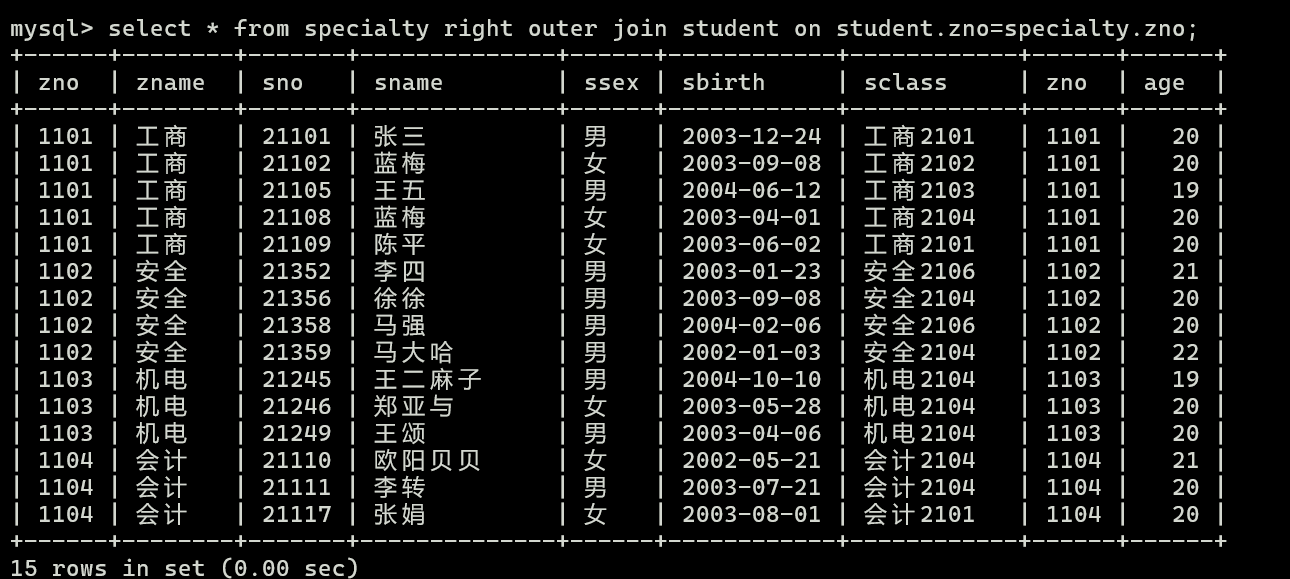 mysql> select * from specialty right outer join student on student.zno=specialty.zno;
+------+--------+-------+--------------+------+------------+------------+------+------+
| zno  | zname  | sno   | sname        | ssex | sbirth     | sclass     | zno  | age  |
+------+--------+-------+--------------+------+------------+------------+------+------+
| 1101 | 工商   | 21101 | 张三         | 男   | 2003-12-24 | 工商2101   | 1101 |   20 |
| 1101 | 工商   | 21102 | 蓝梅         | 女   | 2003-09-08 | 工商2102   | 1101 |   20 |
| 1101 | 工商   | 21105 | 王五         | 男   | 2004-06-12 | 工商2103   | 1101 |   19 |
| 1101 | 工商   | 21108 | 蓝梅         | 女   | 2003-04-01 | 工商2104   | 1101 |   20 |
| 1101 | 工商   | 21109 | 陈平         | 女   | 2003-06-02 | 工商2101   | 1101 |   20 |
| 1102 | 安全   | 21352 | 李四         | 男   | 2003-01-23 | 安全2106   | 1102 |   21 |
| 1102 | 安全   | 21356 | 徐徐         | 男   | 2003-09-08 | 安全2104   | 1102 |   20 |
| 1102 | 安全   | 21358 | 马强         | 男   | 2004-02-06 | 安全2106   | 1102 |   20 |
| 1102 | 安全   | 21359 | 马大哈       | 男   | 2002-01-03 | 安全2104   | 1102 |   22 |
| 1103 | 机电   | 21245 | 王二麻子     | 男   | 2004-10-10 | 机电2104   | 1103 |   19 |
| 1103 | 机电   | 21246 | 郑亚与       | 女   | 2003-05-28 | 机电2104   | 1103 |   20 |
| 1103 | 机电   | 21249 | 王颂         | 男   | 2003-04-06 | 机电2104   | 1103 |   20 |
| 1104 | 会计   | 21110 | 欧阳贝贝     | 女   | 2002-05-21 | 会计2104   | 1104 |   21 |
| 1104 | 会计   | 21111 | 李转         | 男   | 2003-07-21 | 会计2104   | 1104 |   20 |
| 1104 | 会计   | 21117 | 张娟         | 女   | 2003-08-01 | 会计2101   | 1104 |   20 |
+------+--------+-------+--------------+------+------------+------------+------+------+
15 rows in set (0.00 sec)